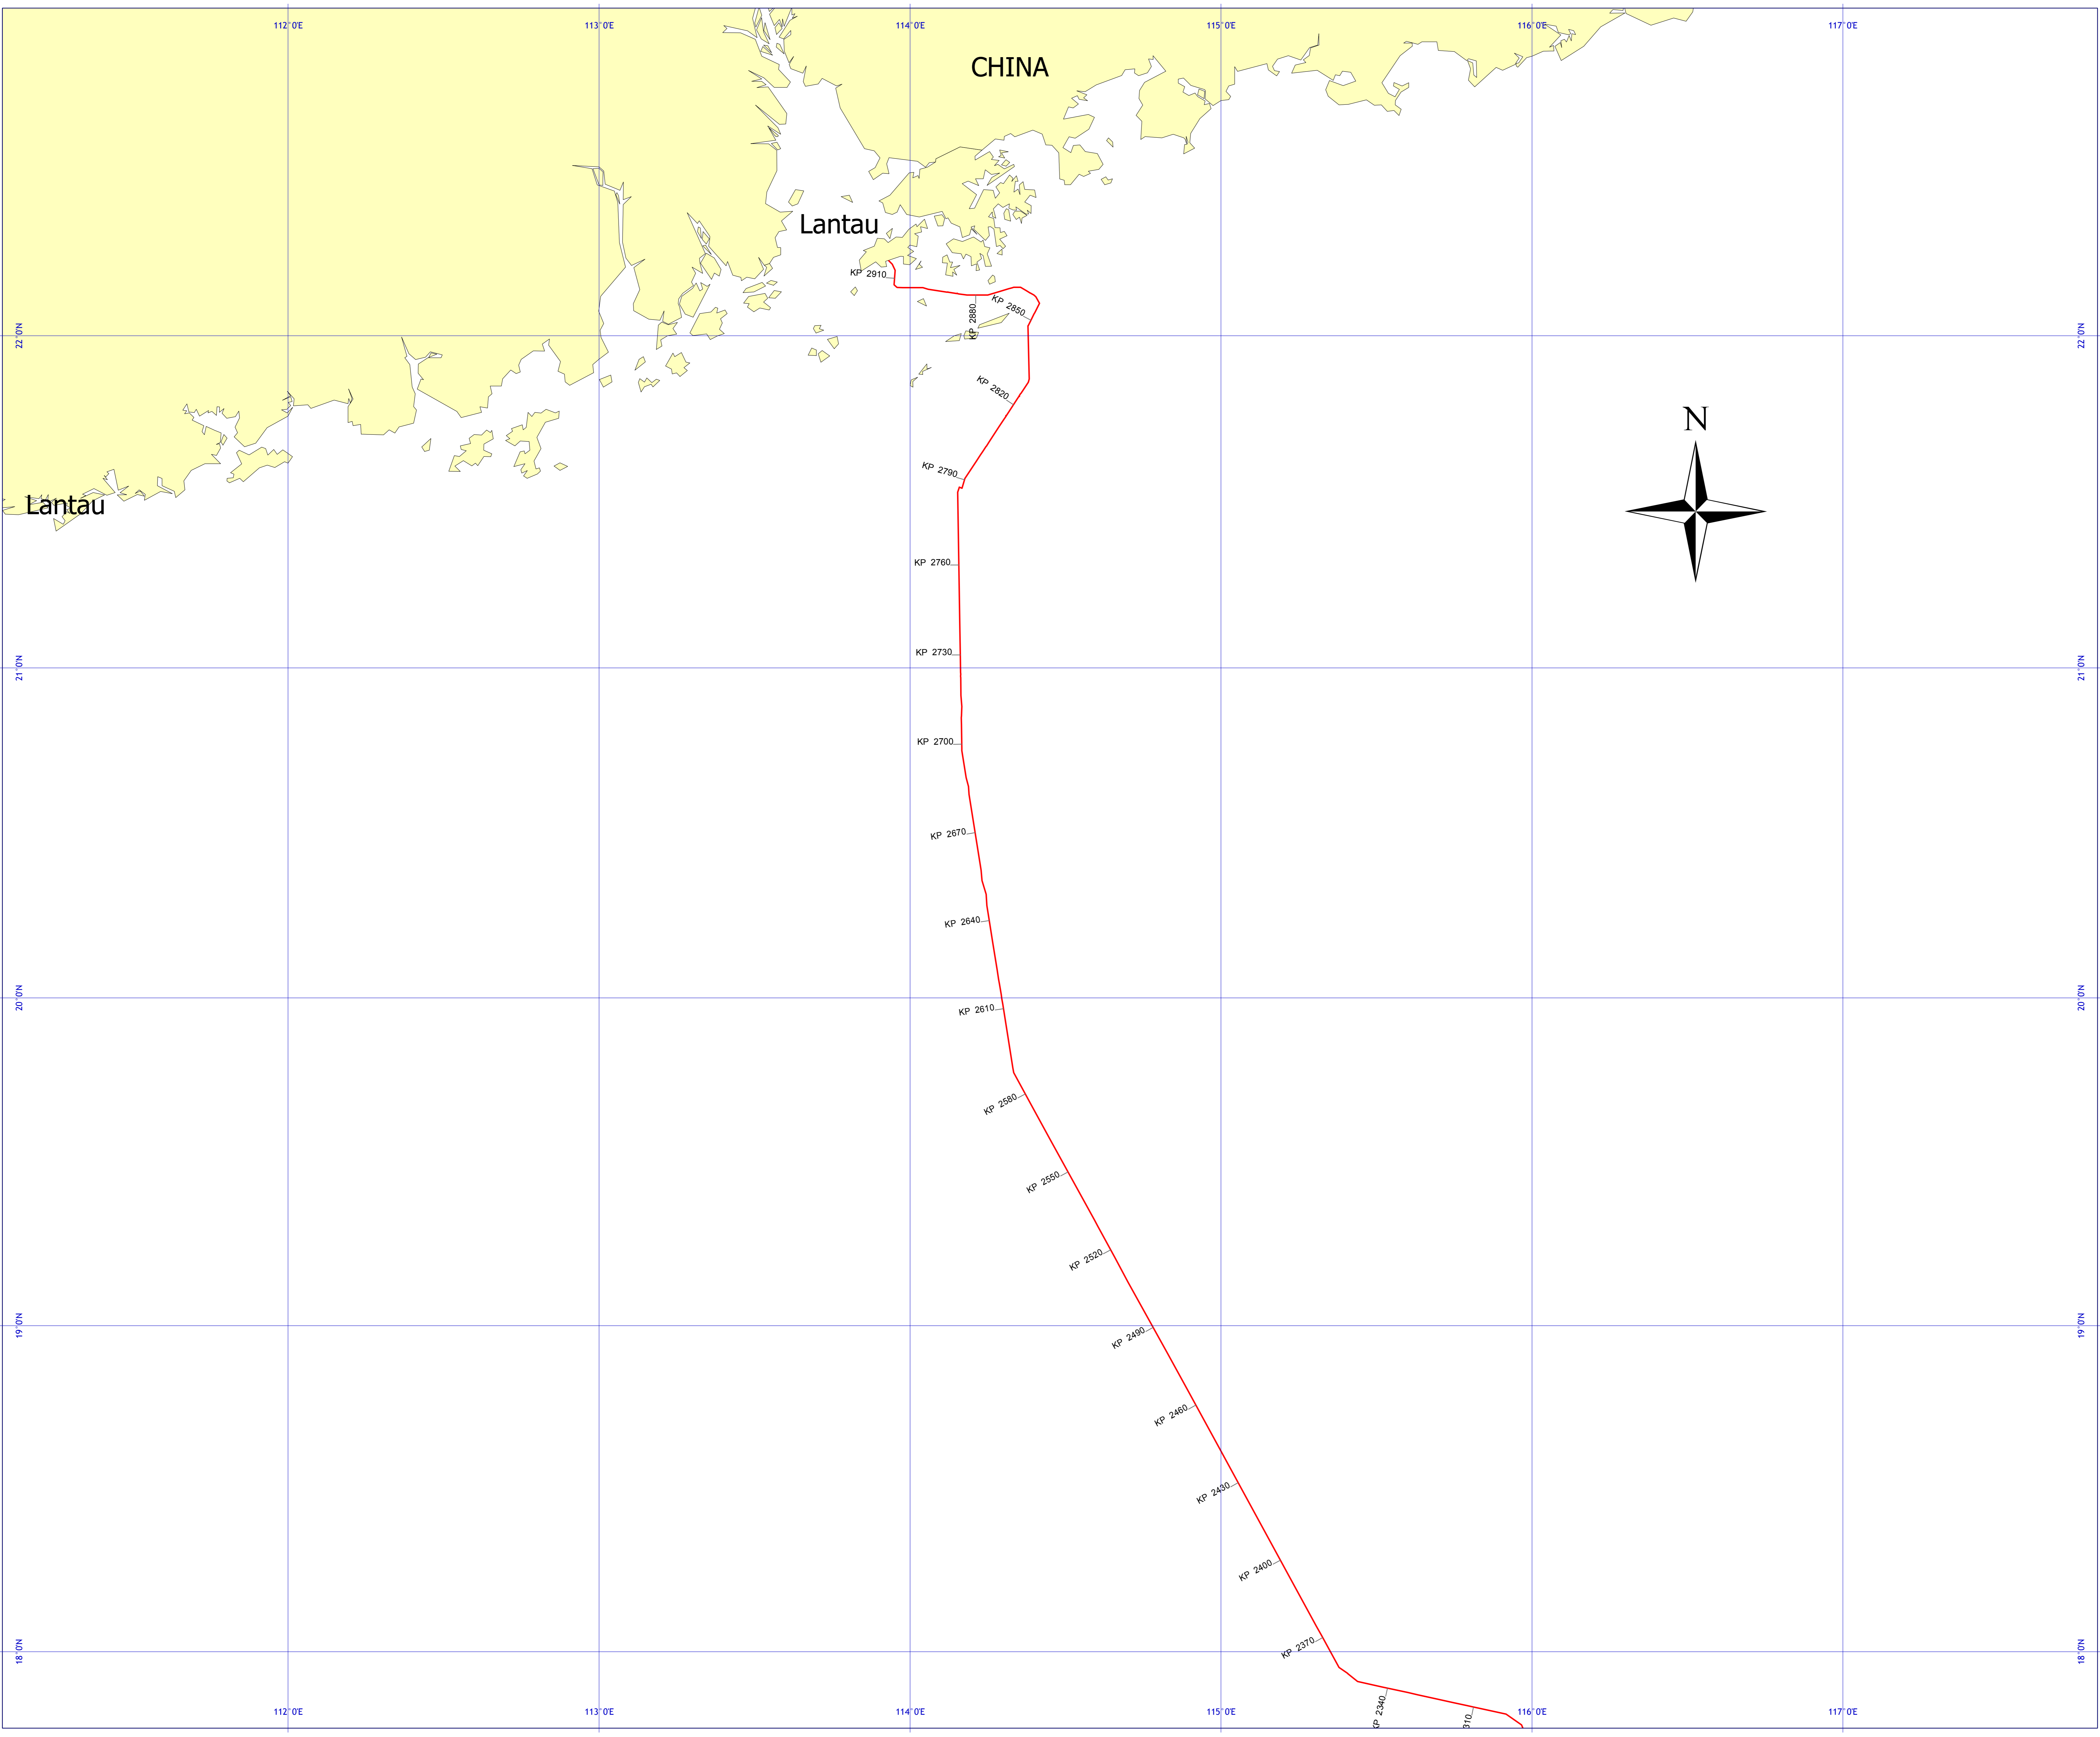 112°0'E
113°0'E
114°0'E
115°0'E
116°0'E
117°0'E
CHINA
Lantau
KP 2910
KP 2880
KP 2850
22°0'N
22°0'N
KP 2820
N
KP 2790
Lantau
KP 2760
KP 2730
21°0'N
21°0'N
KP 2700
KP 2670
KP 2640
20°0'N
20°0'N
KP 2610
KP 2580
KP 2550
KP 2520
19°0'N
19°0'N
KP 2490
KP 2460
KP 2430
KP 2400
KP 2370
18°0'N
18°0'N
KP 2340
310
112°0'E
113°0'E
114°0'E
115°0'E
116°0'E
117°0'E